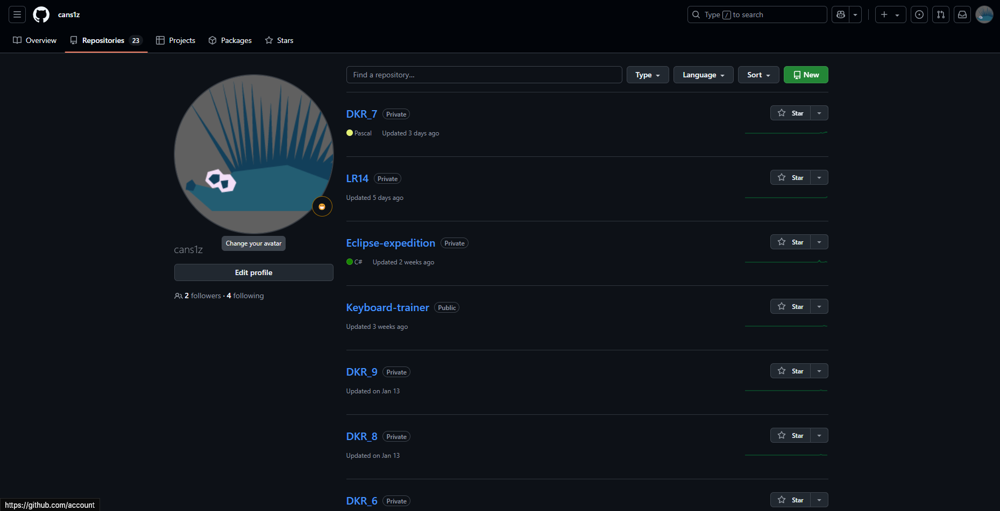 cans1z
Type / to search
Overview Repositories 23 Projects Packages Stars
Find a repository... Type Language Sort New
DKR_7 Private Star
Pascal Updated 3 days ago
LR14 Private Star
Updated 5 days ago
Eclipse-expedition Private Star
C# Updated 2 weeks ago
Keyboard-trainer Public Star
Updated 3 weeks ago
DKR_9 Private Star
Updated on Jan 13
DKR_8 Private Star
Updated on Jan 13
DKR_6 Private Star
Change your avatar
cans1z
Edit profile
2 followers · 4 following
https://github.com/account